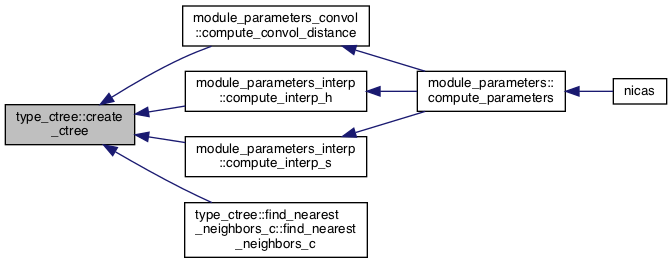 module_parameters_convol
::compute_convol_distance
module_parameters_interp
::compute_interp_h
module_parameters::
compute_parameters
nicas
type_ctree::create
_ctree
module_parameters_interp
::compute_interp_s
type_ctree::find_nearest
_neighbors_c::find_nearest
_neighbors_c